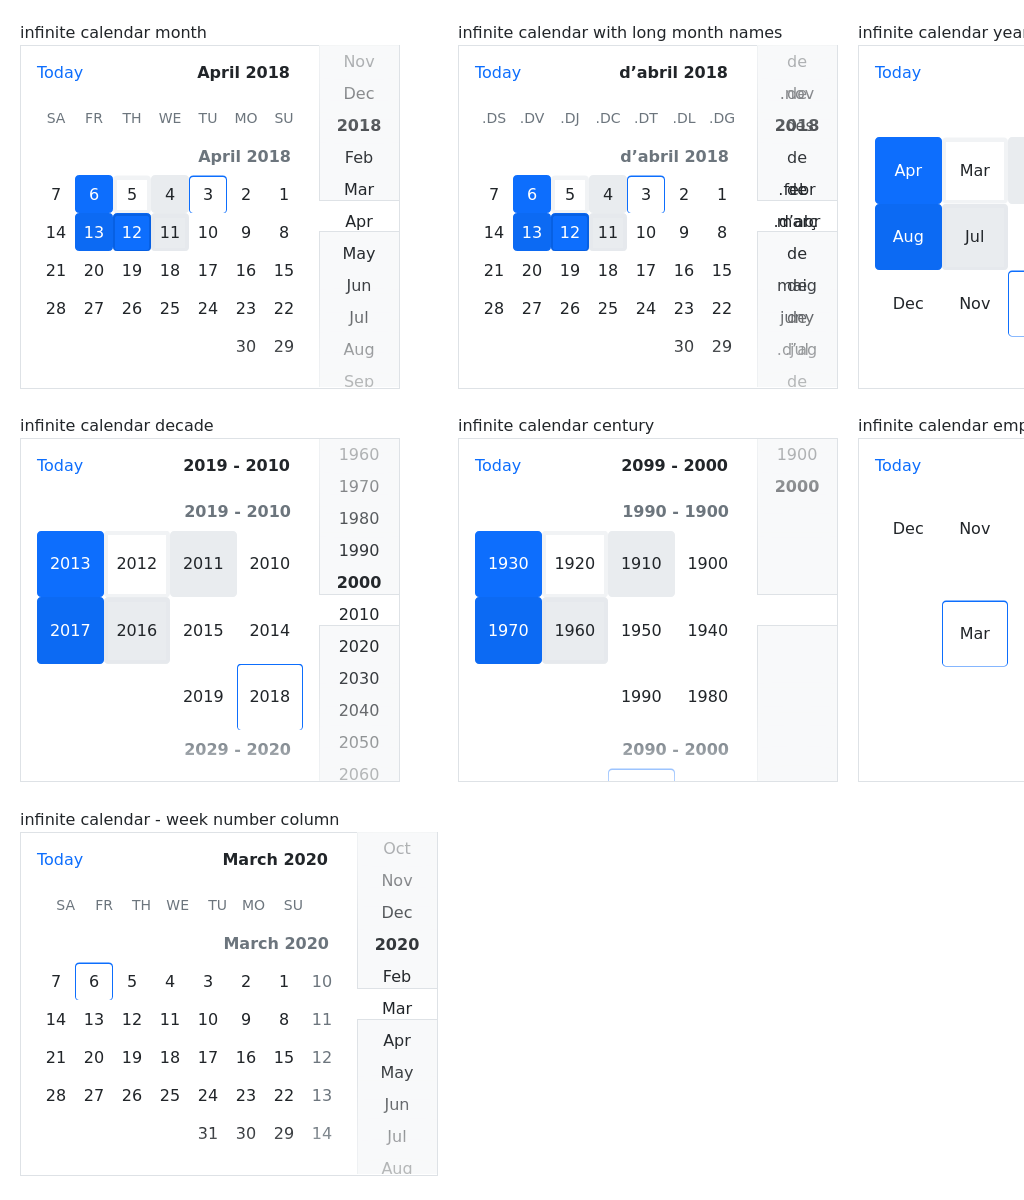 infinite calendar month
Today
April 2018
SA FR TH WE TU MO SU
April 2018
7 6 5 4 3 2 1
14 13 12 11 10 9 8
21 20 19 18 17 16 15
28 27 26 25 24 23 22
30 29
Nov
Dec
2018
Feb
Mar
Apr
May
Jun
Jul
Aug
Sep
infinite calendar with long month names
Today
d’abril 2018
.DS .DV .DJ .DC .DT .DL .DG
d’abril 2018
7 6 5 4 3 2 1
14 13 12 11 10 9 8
21 20 19 18 17 16 15
28 27 26 25 24 23 22
30 29
de
2018
de
de
de
infinite calendar year
Today
Apr Mar
Aug Jul
Dec Nov
infinite calendar decade
Today
2019 - 2010
2019 - 2010
2013 2012 2011 2010
2017 2016 2015 2014
2019 2018
2029 - 2020
1960
1970
1980
1990
2000
2010
2020
2030
2040
2050
2060
infinite calendar century
Today
2099 - 2000
1990 - 1900
1930 1920 1910 1900
1970 1960 1950 1940
1990 1980
2090 - 2000
1900
2000
infinite calendar emp
Today
Dec Nov
Mar
infinite calendar - week number column
Today
March 2020
SA FR TH WE TU MO SU
March 2020
7 6 5 4 3 2 1 10
14 13 12 11 10 9 8 11
21 20 19 18 17 16 15 12
28 27 26 25 24 23 22 13
31 30 29 14
Oct
Nov
Dec
2020
Feb
Mar
Apr
May
Jun
Jul
Aug